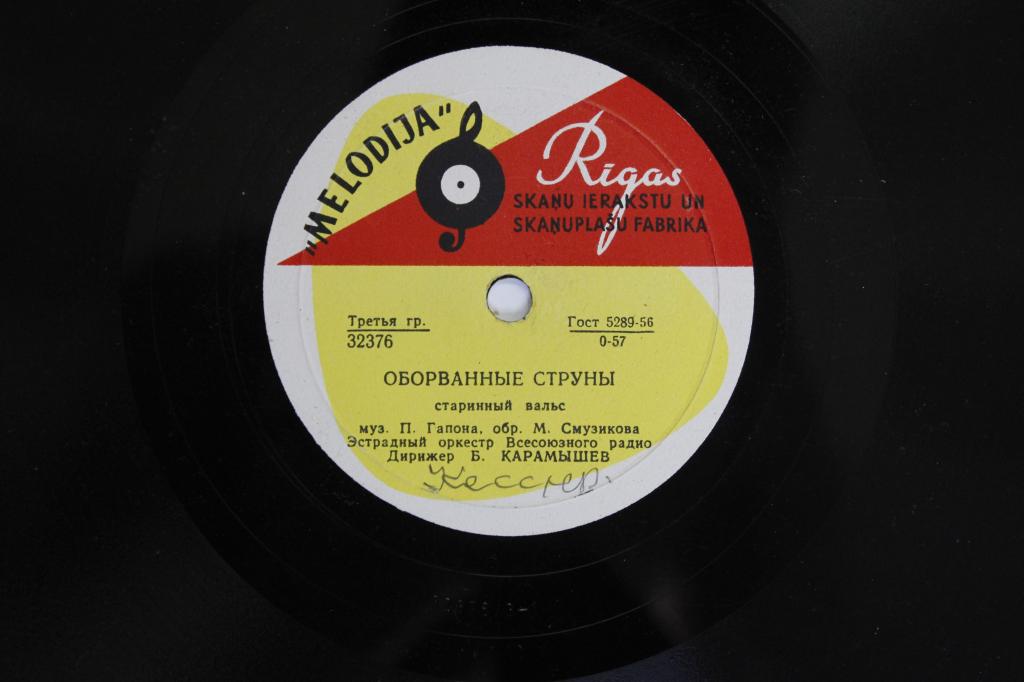 „MELODIJA"
Rīgas
SKAŅU IERAKSTU UN
SKAŅUPLAŠU FABRIKA
Третья гр.
32376
Гост 5289-56
0-57
ОБОРВАННЫЕ СТРУНЫ
старинный вальс
муз. П. Гапона, обр. М. Смузикова
Эстрадный оркестр Всесоюзного радио
Дирижер Б. КАРАМЫШЕВ